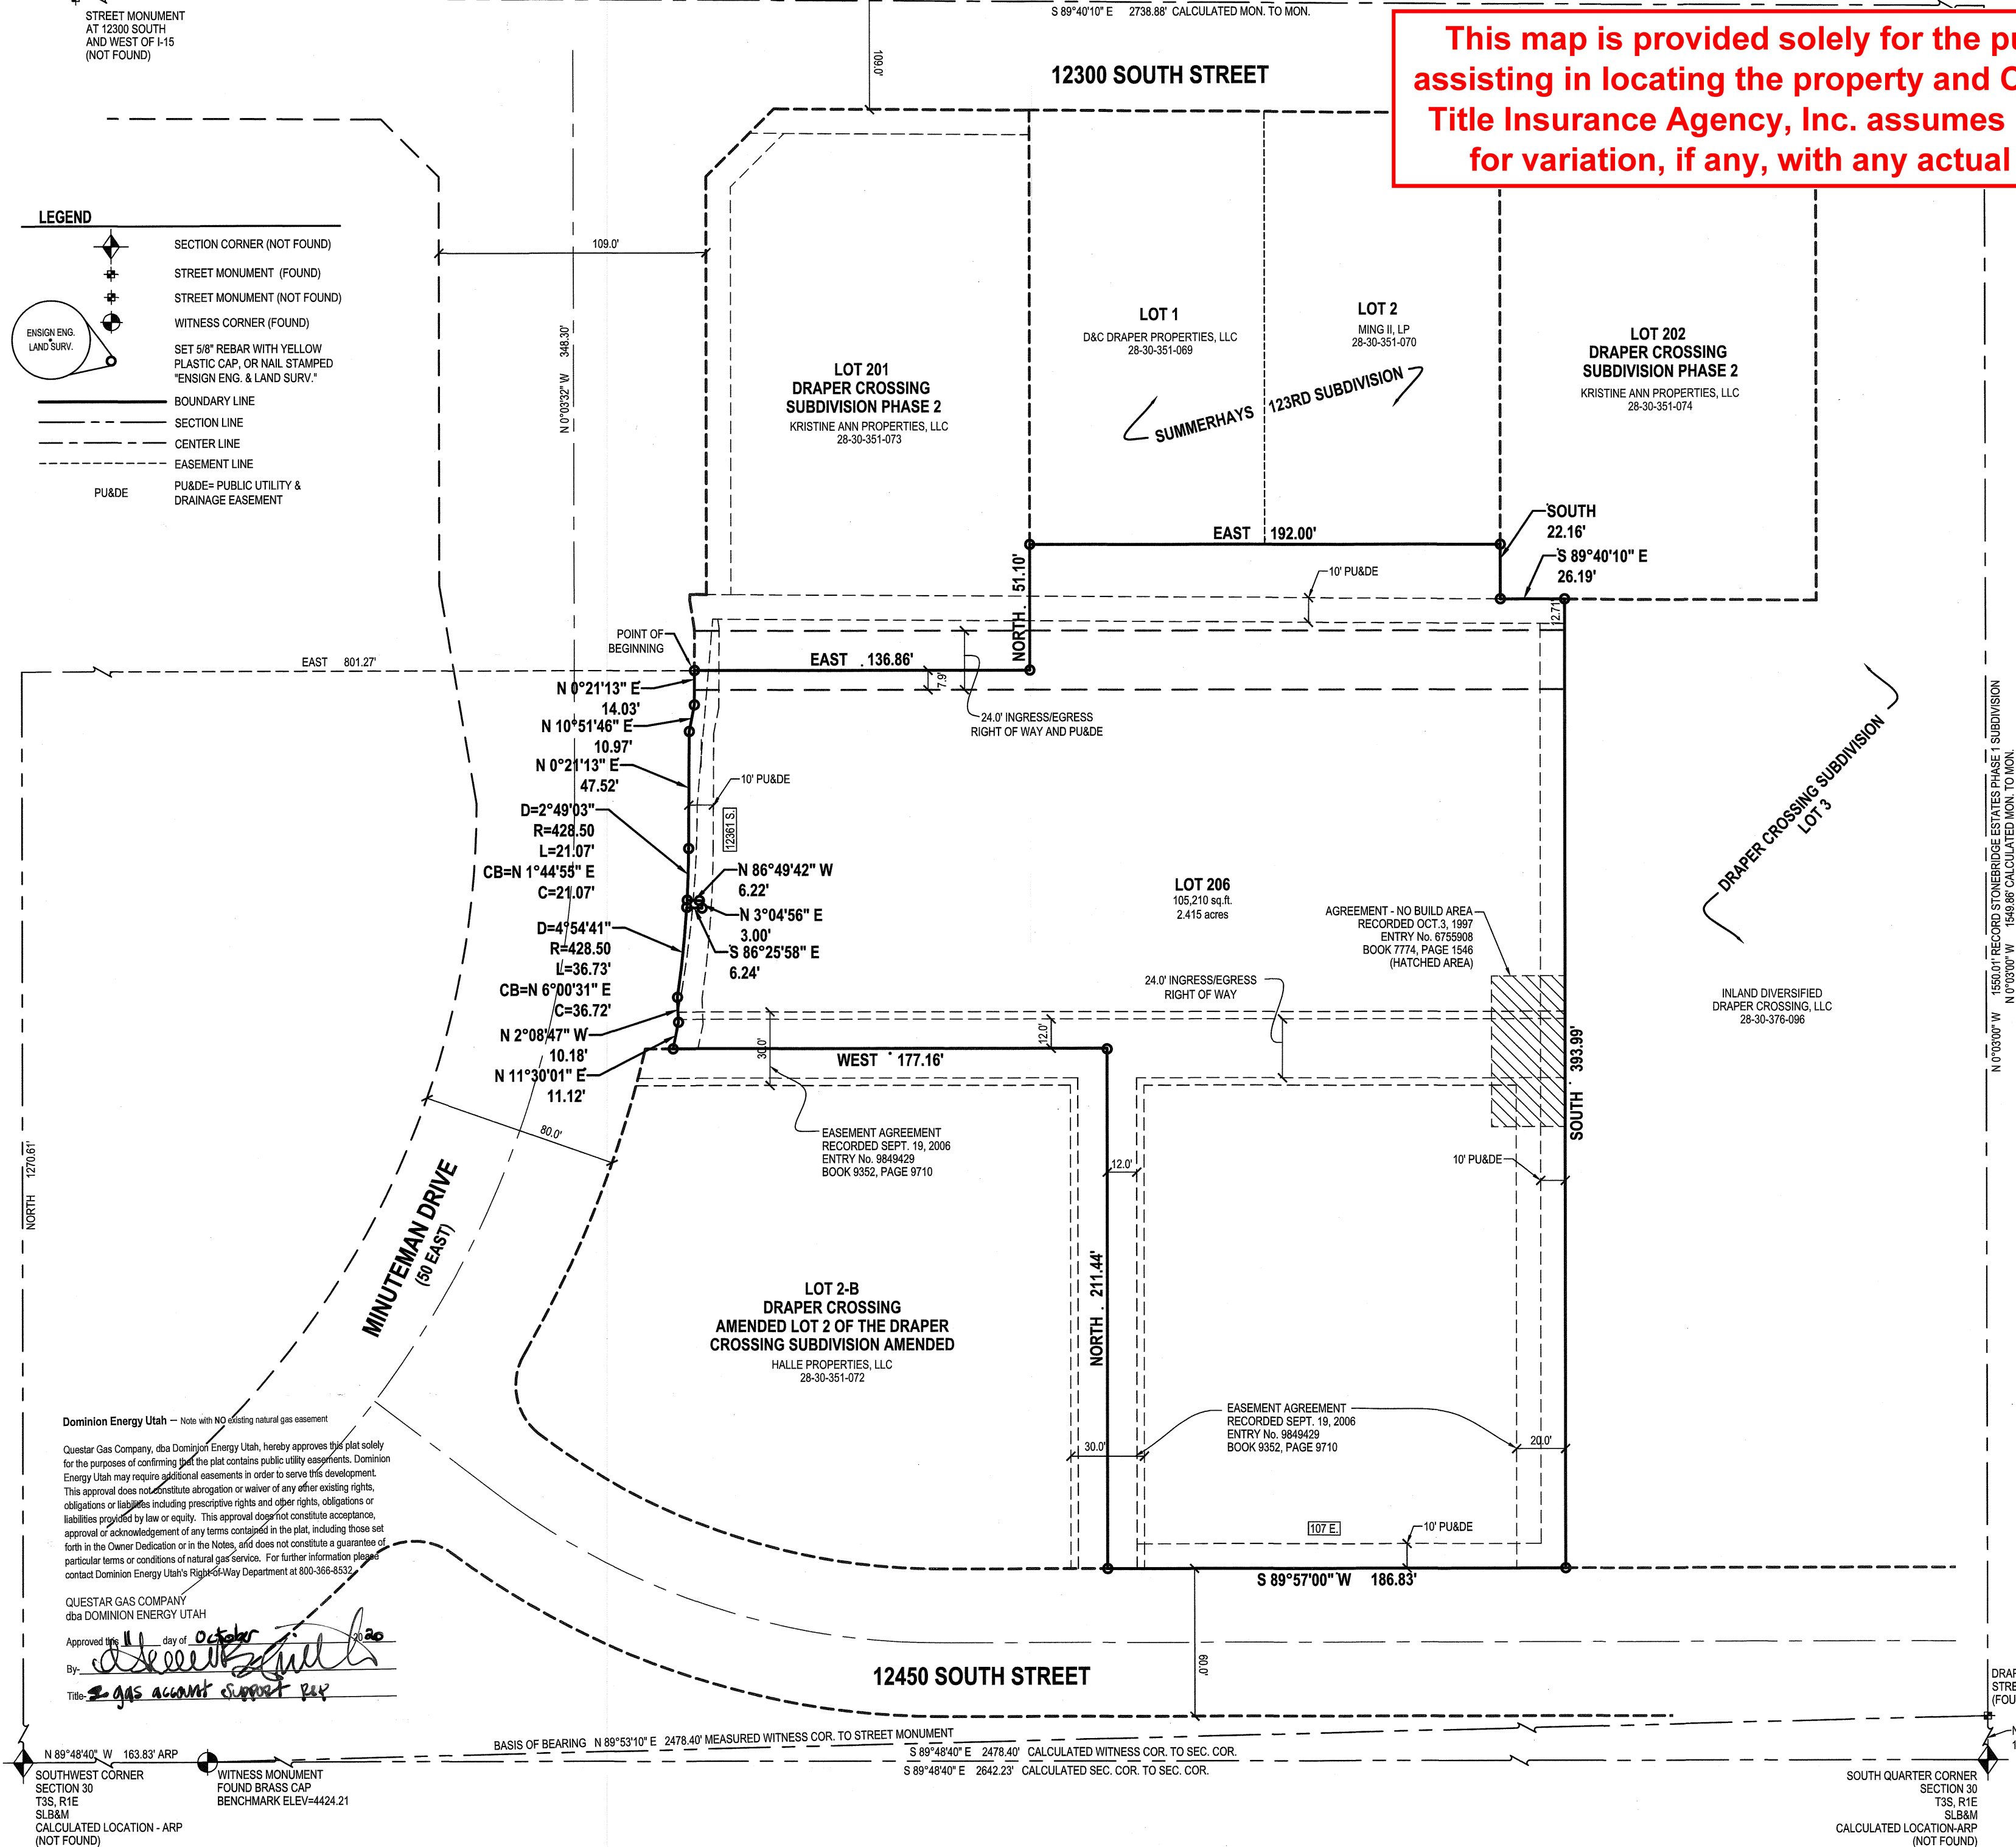 STREET MONUMENT
AT 12300 SOUTH
AND WEST OF I-15
(NOT FOUND)
S 89°40'10" E 2738.88' CALCULATED MON. TO MON.
109.0'
12300 SOUTH STREET
This map is provided solely for the
assisting in locating the property and
Title Insurance Agency, Inc. assumes
for variation, if any, with any actual
LEGEND
SECTION CORNER (NOT FOUND)
STREET MONUMENT (FOUND)
STREET MONUMENT (NOT FOUND)
WITNESS CORNER (FOUND)
ENSIGN ENG.
LAND SURV.
SET 5/8" REBAR WITH YELLOW
PLASTIC CAP, OR NAIL STAMPED
"ENSIGN ENG. & LAND SURV."
BOUNDARY LINE
SECTION LINE
CENTER LINE
EASEMENT LINE
PU&DE
PU&DE= PUBLIC UTILITY &
DRAINAGE EASEMENT
109.0'
N 0°03'32" W 348.30'
LOT 201
DRAPER CROSSING
SUBDIVISION PHASE 2
KRISTINE ANN PROPERTIES, LLC
28-30-351-073
LOT 1
D&C DRAPER PROPERTIES, LLC
28-30-351-069
LOT 2
MING II, LP
28-30-351-070
SUMMERHAYS 123RD SUBDIVISION
LOT 202
DRAPER CROSSING
SUBDIVISION PHASE 2
KRISTINE ANN PROPERTIES, LLC
28-30-351-074
EAST 192.00'
SOUTH
22.16'
S 89°40'10" E
26.19'
NORTH 51.10'
10' PU&DE
12.71'
POINT OF
BEGINNING
EAST 801.27'
EAST 136.86'
7.9'
24.0' INGRESS/EGRESS
RIGHT OF WAY AND PU&DE
N 0°21'13" E
14.03'
N 10°51'46" E
10.97'
N 0°21'13" E
47.52'
D=2°49'03"
R=428.50
L=21.07'
CB=N 1°44'55" E
C=21.07'
D=4°54'41"
R=428.50
L=36.73'
CB=N 6°00'31" E
C=36.72'
N 2°08'47" W
10.18'
N 11°30'01" E
11.12'
10' PU&DE
12361 S.
N 86°49'42" W
6.22'
N 3°04'56" E
3.00'
S 86°25'58" E
6.24'
LOT 206
105,210 sq.ft.
2.415 acres
AGREEMENT - NO BUILD AREA
RECORDED OCT.3, 1997
ENTRY No. 6755908
BOOK 7774, PAGE 1546
(HATCHED AREA)
24.0' INGRESS/EGRESS
RIGHT OF WAY
DRAPER CROSSING SUBDIVISION
LOT 3
INLAND DIVERSIFIED
DRAPER CROSSING, LLC
28-30-376-096
N 0°03'00" W 1550.01' RECORD STONEBRIDGE ESTATES PHASE 1 SUBDIVISION
N 0°03'00" W 1549.86' CALCULATED MON. TO MON.
30.0'
12.0'
WEST 177.16'
SOUTH 393.99'
EASEMENT AGREEMENT
RECORDED SEPT. 19, 2006
ENTRY No. 9849429
BOOK 9352, PAGE 9710
80.0'
12.0'
10' PU&DE
NORTH 1270.61'
MINUTEMAN DRIVE
(50 EAST)
NORTH 211.44'
LOT 2-B
DRAPER CROSSING
AMENDED LOT 2 OF THE DRAPER
CROSSING SUBDIVISION AMENDED
HALLE PROPERTIES, LLC
28-30-351-072
EASEMENT AGREEMENT
RECORDED SEPT. 19, 2006
ENTRY No. 9849429
BOOK 9352, PAGE 9710
30.0'
20.0'
107 E.
10' PU&DE
S 89°57'00" W 186.83'
Dominion Energy Utah – Note with NO existing natural gas easement
Questar Gas Company, dba Dominion Energy Utah, hereby approves this plat solely
for the purposes of confirming that the plat contains public utility easements. Dominion
Energy Utah may require additional easements in order to serve this development.
This approval does not constitute abrogation or waiver of any other existing rights,
obligations or liabilities including prescriptive rights and other rights, obligations or
liabilities provided by law or equity. This approval does not constitute acceptance,
approval or acknowledgement of any terms contained in the plat, including those set
forth in the Owner Dedication or in the Notes, and does not constitute a guarantee of
particular terms or conditions of natural gas service. For further information please
contact Dominion Energy Utah's Right-of-Way Department at 800-366-8532.
QUESTAR GAS COMPANY
dba DOMINION ENERGY UTAH
Approved this 11 day of October 2020
By-
Title- gas account support rep
60.0'
12450 SOUTH STREET
BASIS OF BEARING N 89°53'10" E 2478.40' MEASURED WITNESS COR. TO STREET MONUMENT
S 89°48'40" E 2478.40' CALCULATED WITNESS COR. TO SEC. COR.
S 89°48'40" E 2642.23' CALCULATED SEC. COR. TO SEC. COR.
N 89°48'40" W 163.83' ARP
SOUTHWEST CORNER
SECTION 30
T3S, R1E
SLB&M
CALCULATED LOCATION - ARP
(NOT FOUND)
WITNESS MONUMENT
FOUND BRASS CAP
BENCHMARK ELEV=4424.21
SOUTH QUARTER CORNER
SECTION 30
T3S, R1E
SLB&M
CALCULATED LOCATION-ARP
(NOT FOUND)